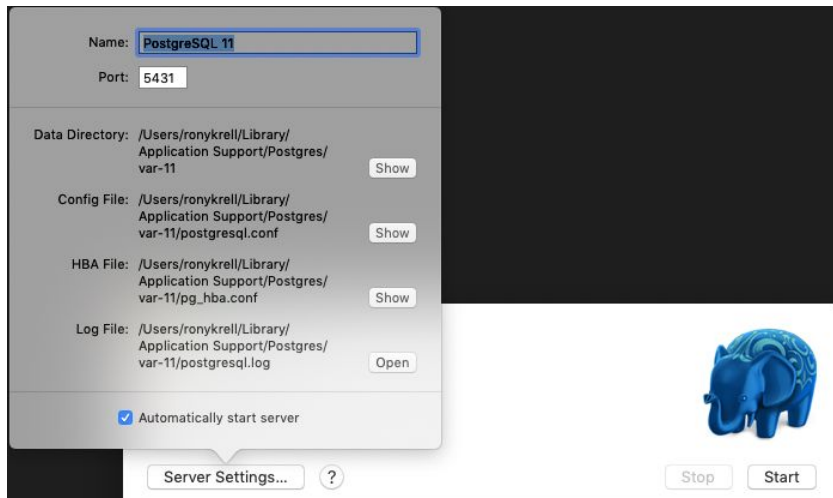 Name: PostgreSQL 11
Port: 5431
Data Directory: /Users/ronykrell/Library/
Application Support/Postgres/
var-11 Show
Config File: /Users/ronykrell/Library/
Application Support/Postgres/
var-11/postgresql.conf Show
HBA File: /Users/ronykrell/Library/
Application Support/Postgres/
var-11/pg_hba.conf Show
Log File: /Users/ronykrell/Library/
Application Support/Postgres/
var-11/postgresql.log Open
Automatically start server
Server Settings... ? Stop Start